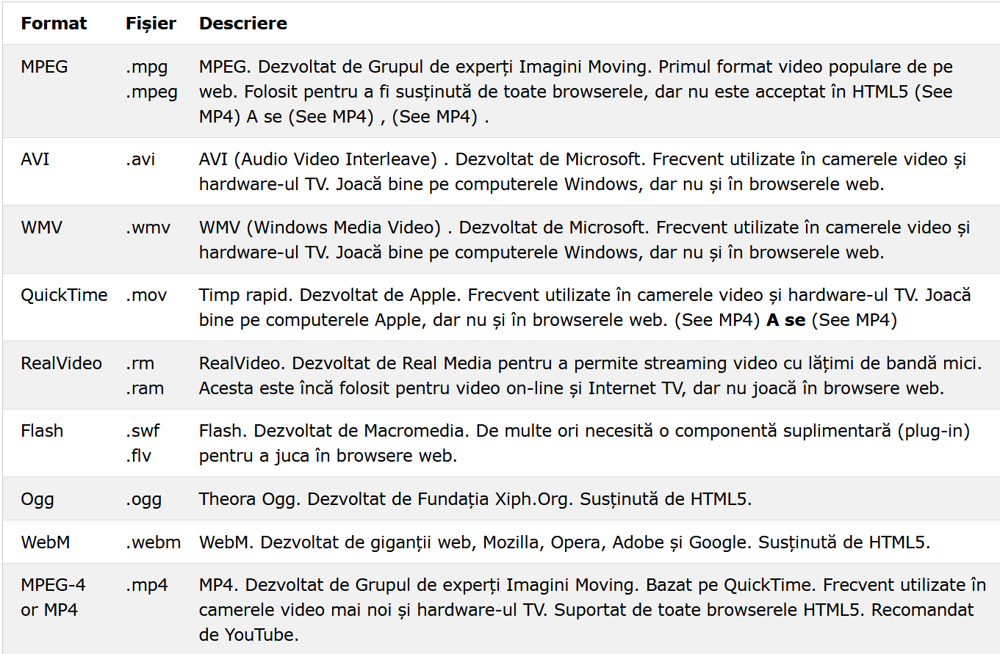 Format Fișier Descriere
MPEG .mpg MPEG. Dezvoltat de Grupul de experți Imagini Moving. Primul format video populare de pe
.mpeg web. Folosit pentru a fi susținută de toate browserele, dar nu este acceptat în HTML5 (See
MP4) A se (See MP4) , (See MP4) .
AVI .avi AVI (Audio Video Interleave) . Dezvoltat de Microsoft. Frecvent utilizate în camerele video și
hardware-ul TV. Joacă bine pe computerele Windows, dar nu și în browserele web.
WMV .wmv WMV (Windows Media Video) . Dezvoltat de Microsoft. Frecvent utilizate în camerele video și
hardware-ul TV. Joacă bine pe computerele Windows, dar nu și în browserele web.
QuickTime .mov Timp rapid. Dezvoltat de Apple. Frecvent utilizate în camerele video și hardware-ul TV. Joacă
bine pe computerele Apple, dar nu și în browserele web. (See MP4) A se (See MP4)
RealVideo .rm RealVideo. Dezvoltat de Real Media pentru a permite streaming video cu lățimi de bandă mici.
.ram Acesta este încă folosit pentru video on-line și Internet TV, dar nu joacă în browsere web.
Flash .swf Flash. Dezvoltat de Macromedia. De multe ori necesită o componentă suplimentară (plug-in)
.flv pentru a juca în browsere web.
Ogg .ogg Theora Ogg. Dezvoltat de Fundația Xiph.Org. Susținută de HTML5.
WebM .webm WebM. Dezvoltat de giganții web, Mozilla, Opera, Adobe și Google. Susținută de HTML5.
MPEG-4 .mp4 MP4. Dezvoltat de Grupul de experți Imagini Moving. Bazat pe QuickTime. Frecvent utilizate în
or MP4 camerele video mai noi și hardware-ul TV. Suportat de toate browserele HTML5. Recomandat
de YouTube.